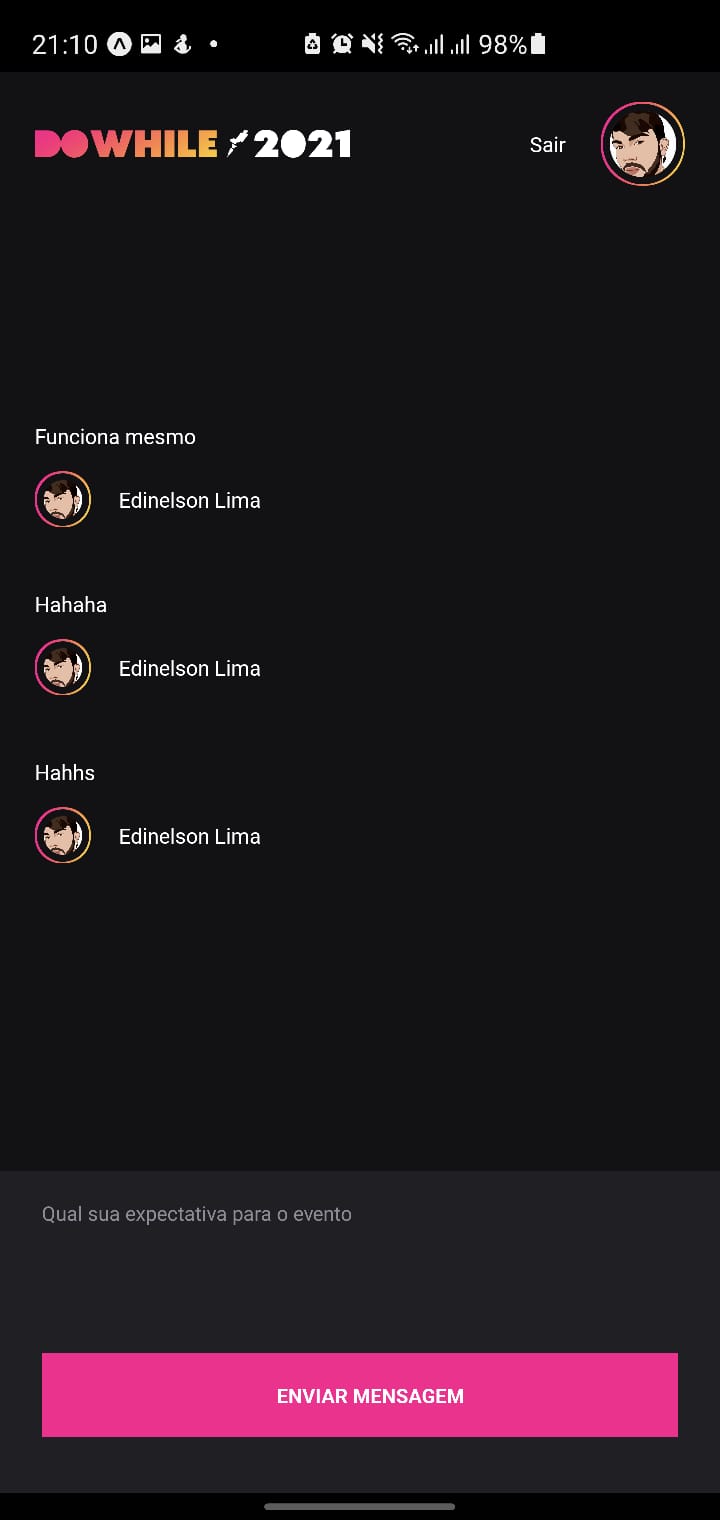 21:10 98%
DOWHILE 2021 Sair
Funciona mesmo
Edinelson Lima
Hahaha
Edinelson Lima
Hahhs
Edinelson Lima
Qual sua expectativa para o evento
ENVIAR MENSAGEM